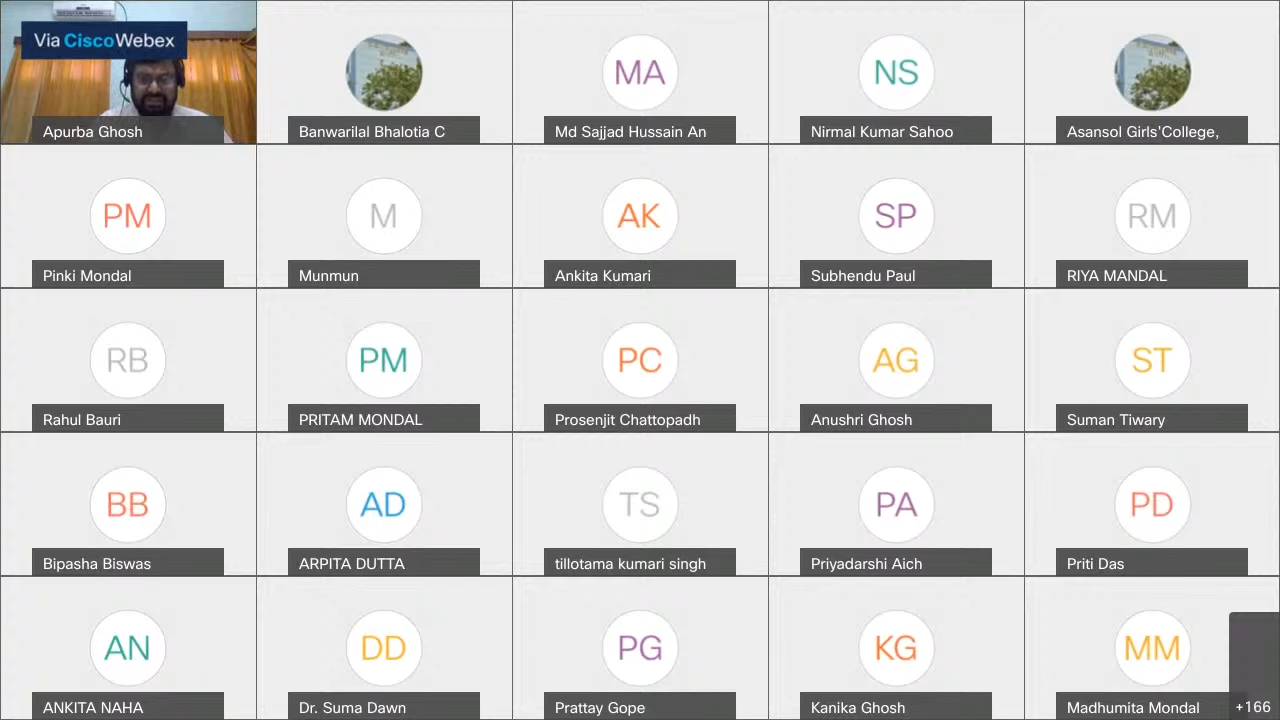 Via Cisco Webex
Apurba Ghosh
Banwarilal Bhalotia C
MA
Md Sajjad Hussain An
NS
Nirmal Kumar Sahoo
Asansol Girls'College,
PM
Pinki Mondal
M
Munmun
AK
Ankita Kumari
SP
Subhendu Paul
RM
RIYA MANDAL
RB
Rahul Bauri
PM
PRITAM MONDAL
PC
Prosenjit Chattopadh
AG
Anushri Ghosh
ST
Suman Tiwary
BB
Bipasha Biswas
AD
ARPITA DUTTA
TS
tillotama kumari singh
PA
Priyadarshi Aich
PD
Priti Das
AN
ANKITA NAHA
DD
Dr. Suma Dawn
PG
Prattay Gope
KG
Kanika Ghosh
MM
Madhumita Mondal
+166